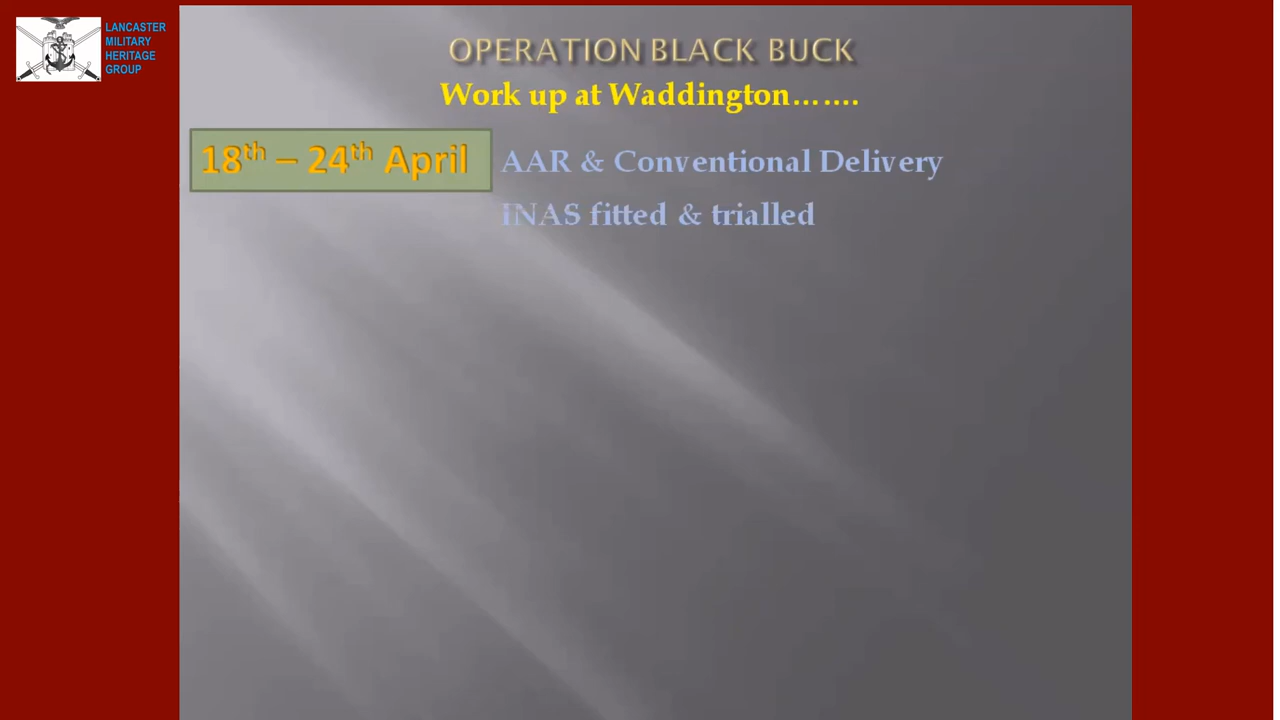 LANCASTER
MILITARY
HERITAGE
GROUP
OPERATION BLACK BUCK
Work up at Waddington…….
18th – 24th April
AAR & Conventional Delivery
INAS fitted & trialled